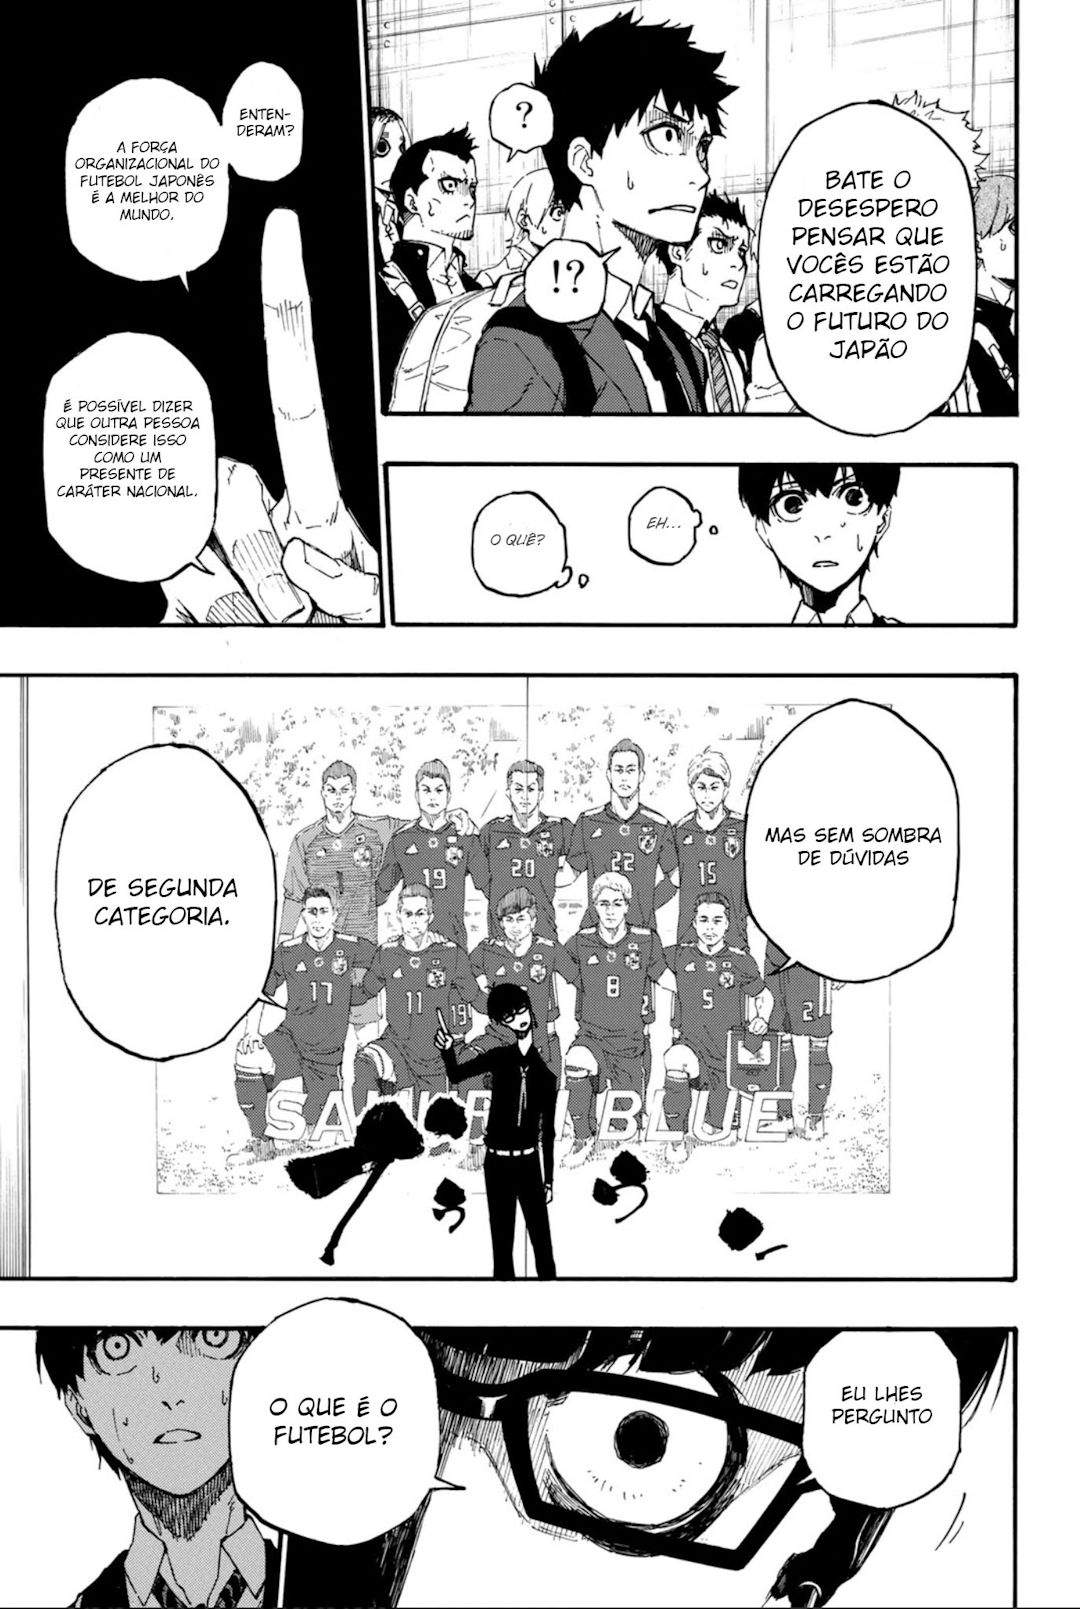 BATE O
DESESPERO
PENSAR QUE
VOCÊS ESTÃO
CARREGANDO
O FUTURO DO
JAPÃO
?
!?
EH...
O QUÊ?
ENTEN-
DERAM?
A FORÇA
ORGANIZACIONAL DO
FUTEBOL JAPONÊS
É A MELHOR DO
MUNDO.
É POSSÍVEL DIZER
QUE OUTRA PESSOA
CONSIDERE ISSO
COMO UM
PRESENTE DE
CARÁTER NACIONAL.
MAS SEM SOMBRA
DE DÚVIDAS
DE SEGUNDA
CATEGORIA.
1
19
20
22
15
17
11
19
8
2
5
2
BLUE
EU LHES
PERGUNTO
O QUE É O
FUTEBOL?